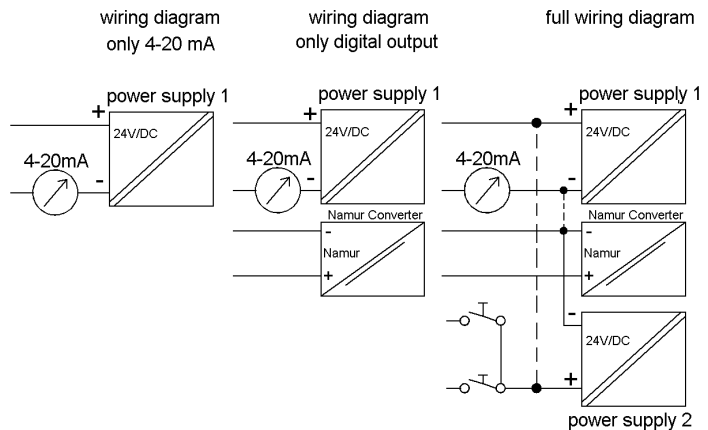 wiring diagram
only 4-20 mA
power supply 1
+
24V/DC
4-20mA
-
wiring diagram
only digital output
power supply 1
+
24V/DC
4-20mA
-
Namur Converter
-
Namur
+
full wiring diagram
power supply 1
+
24V/DC
4-20mA
-
Namur Converter
-
Namur
+
-
24V/DC
+
power supply 2